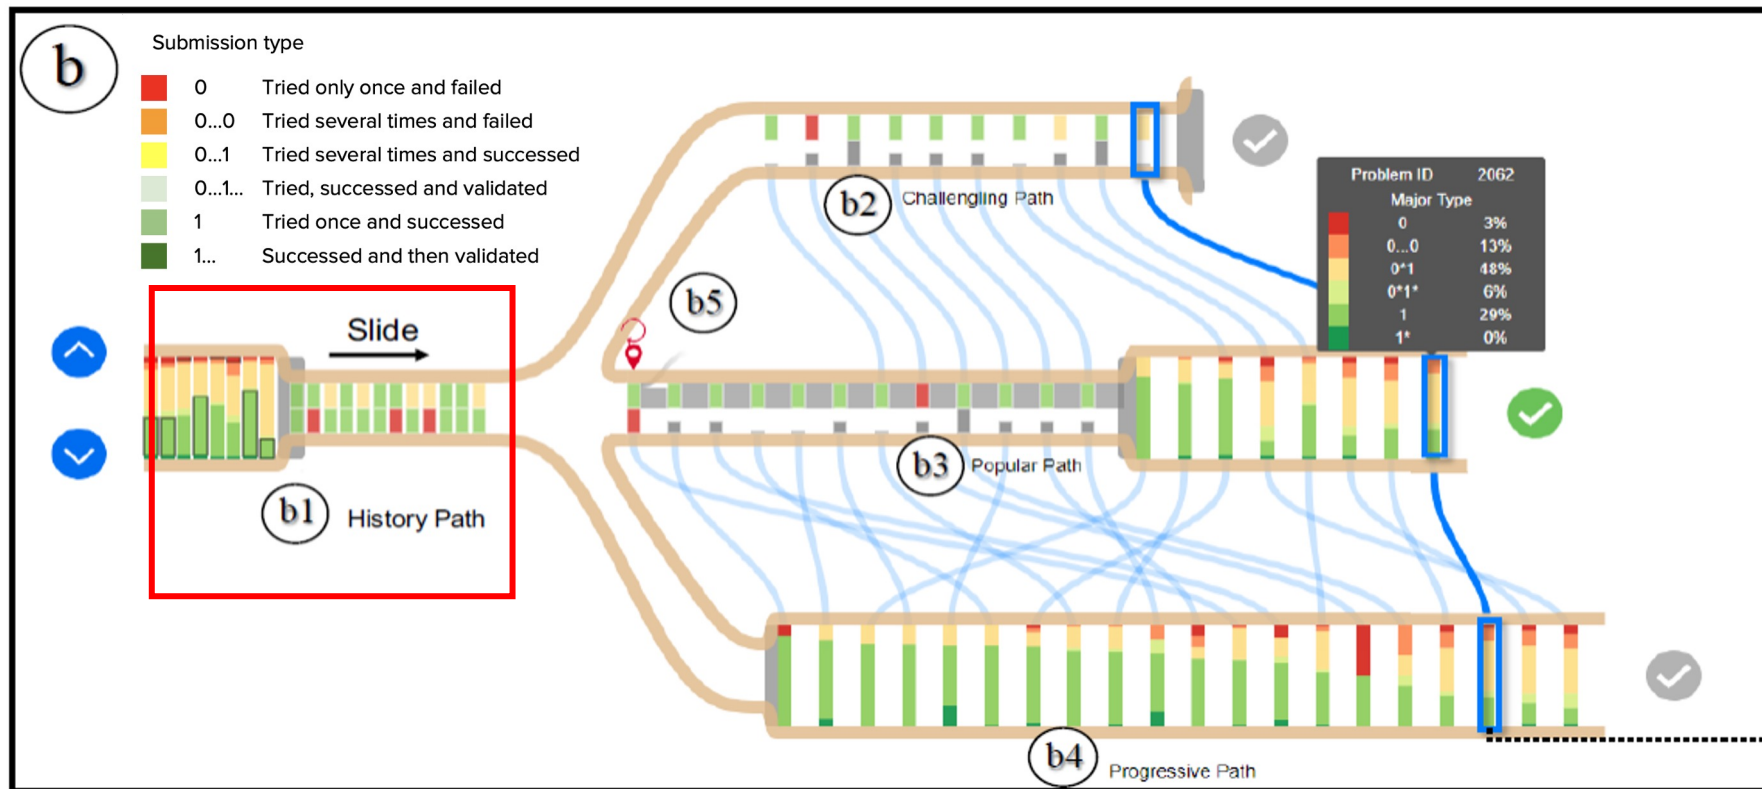 b
Submission type
0 Tried only once and failed
0...0 Tried several times and failed
0...1 Tried several times and successed
0...1... Tried, successed and validated
1 Tried once and successed
1... Successed and then validated
b2 Challengling Path
Problem ID 2062
Major Type
0 3%
0...0 13%
0*1 48%
0*1* 6%
1 29%
1* 0%
b5
Slide
b1 History Path
b3 Popular Path
b4 Progressive Path